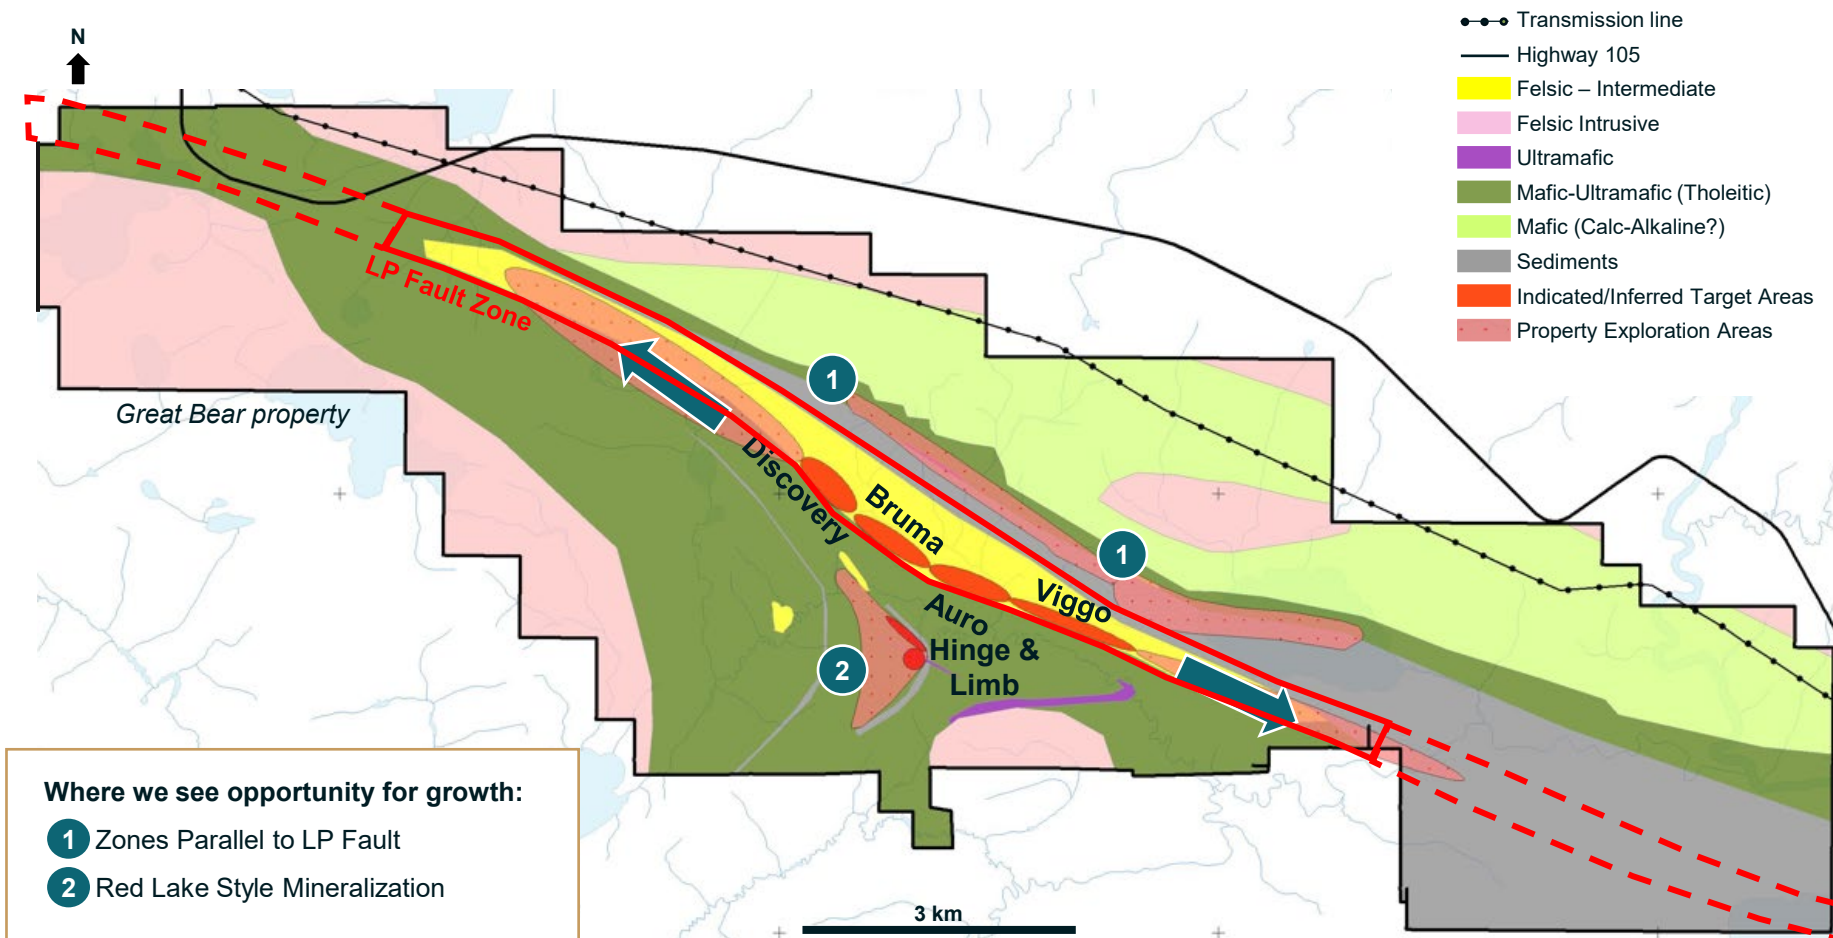 N
Transmission line
Highway 105
Felsic – Intermediate
Felsic Intrusive
Ultramafic
Mafic-Ultramafic (Tholeitic)
Mafic (Calc-Alkaline?)
Sediments
Indicated/Inferred Target Areas
Property Exploration Areas
LP Fault Zone
Great Bear property
1
Discovery
Bruma
1
Viggo
Auro
Hinge &
Limb
2
Where we see opportunity for growth:
1 Zones Parallel to LP Fault
2 Red Lake Style Mineralization
3 km